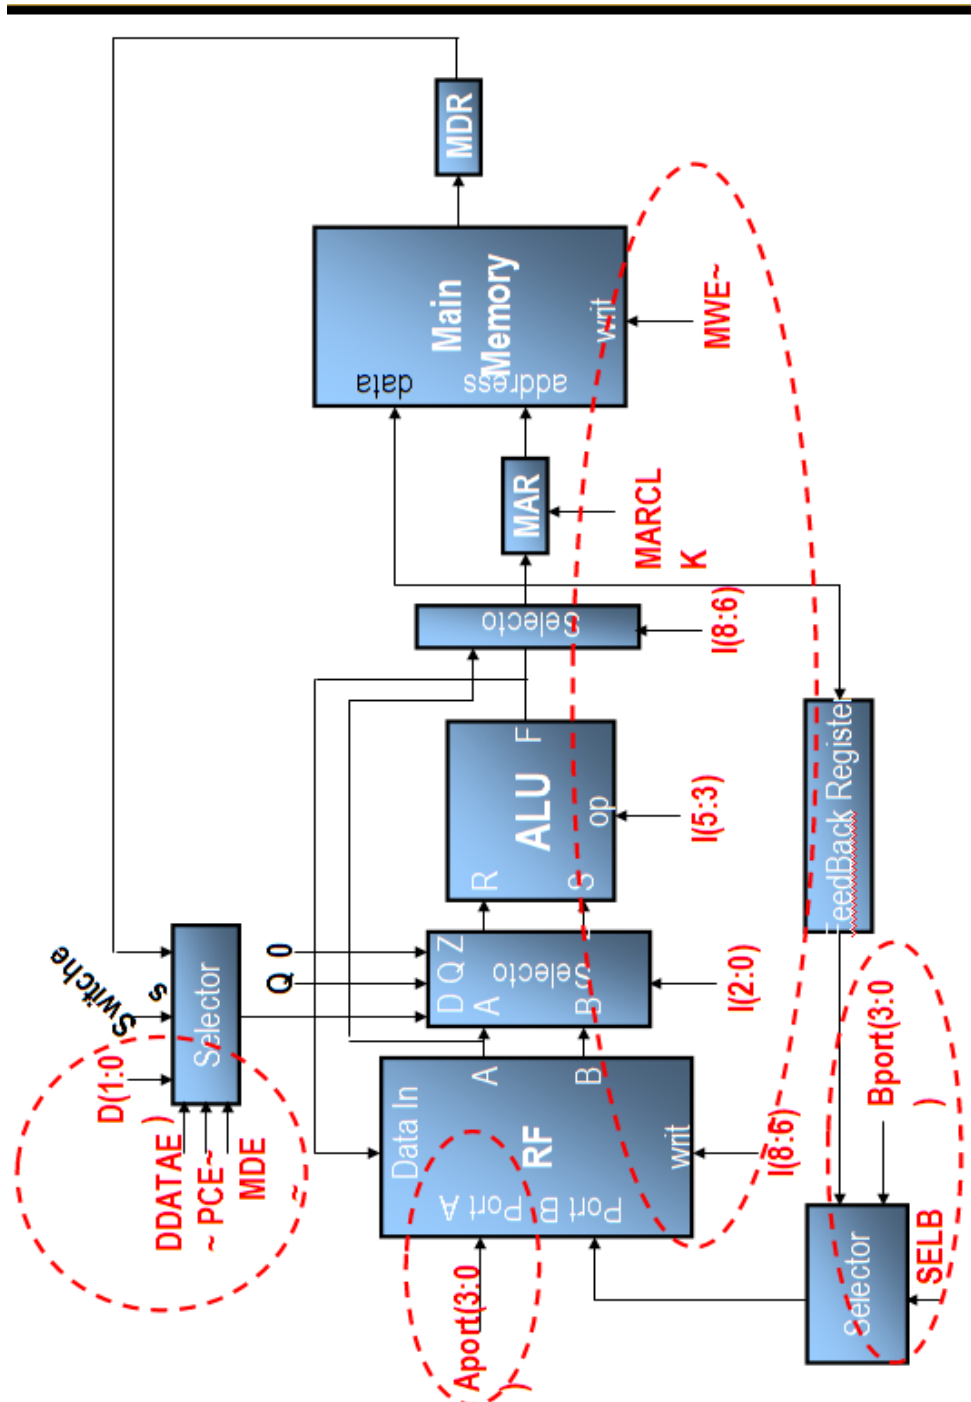 MDR
Main
Memory
data
address
writ
MWE~
MAR
MARCL
K
Selecto
I(8:6)
ALU
R
S
F
op
I(5:3)
FeedBack Register
Switche
s
Selector
D(1:0
)
DDATAE
~
PCE~
MDE
~
Q
0
D Q Z
A
B
Selecto
I(2:0)
Data In
A
B
RF
Port A
Port B
writ
I(8:6)
Aport(3:0
)
Bport(3:0
)
Selector
SELB